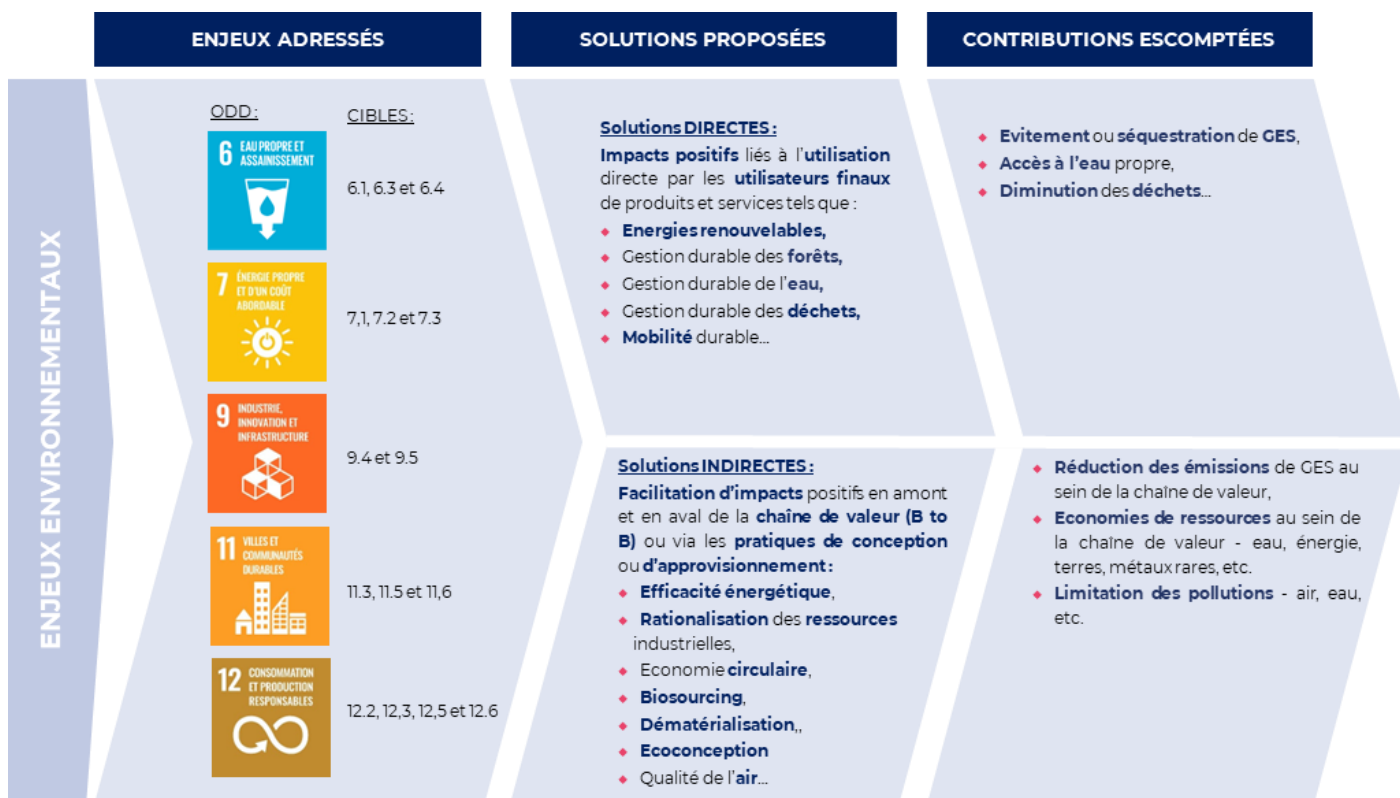 ENJEUX ADRESSÉS
SOLUTIONS PROPOSÉES
CONTRIBUTIONS ESCOMPTÉES
ENJEUX ENVIRONNEMENTAUX
ODD:
CIBLES:
6 EAU PROPRE ET
ASSAINISSEMENT
6.1, 6.3 et 6.4
7 ÉNERGIE PROPRE
ET D'UN COÛT
ABORDABLE
7,1, 7.2 et 7.3
9 INDUSTRIE,
INNOVATION ET
INFRASTRUCTURE
9.4 et 9.5
11 VILLES ET
COMMUNAUTÉS
DURABLES
11.3, 11.5 et 11,6
12 CONSOMMATION
ET PRODUCTION
RESPONSABLES
12.2, 12,3, 12,5 et 12.6
Solutions DIRECTES :
Impacts positifs liés à l'utilisation
directe par les utilisateurs finaux
de produits et services tels que :
Energies renouvelables,
Gestion durable des forêts,
Gestion durable de l'eau,
Gestion durable des déchets,
Mobilité durable...
Solutions INDIRECTES :
Facilitation d'impacts positifs en amont
et en aval de la chaîne de valeur (B to
B) ou via les pratiques de conception
ou d'approvisionnement :
Efficacité énergétique,
Rationalisation des ressources
industrielles,
Economie circulaire,
Biosourcing,
Dématérialisation,,
Ecoconception
Qualité de l'air...
Evitement ou séquestration de GES,
Accès à l'eau propre,
Diminution des déchets...
Réduction des émissions de GES au
sein de la chaîne de valeur,
Economies de ressources au sein de
la chaîne de valeur - eau, énergie,
terres, métaux rares, etc.
Limitation des pollutions - air, eau,
etc.